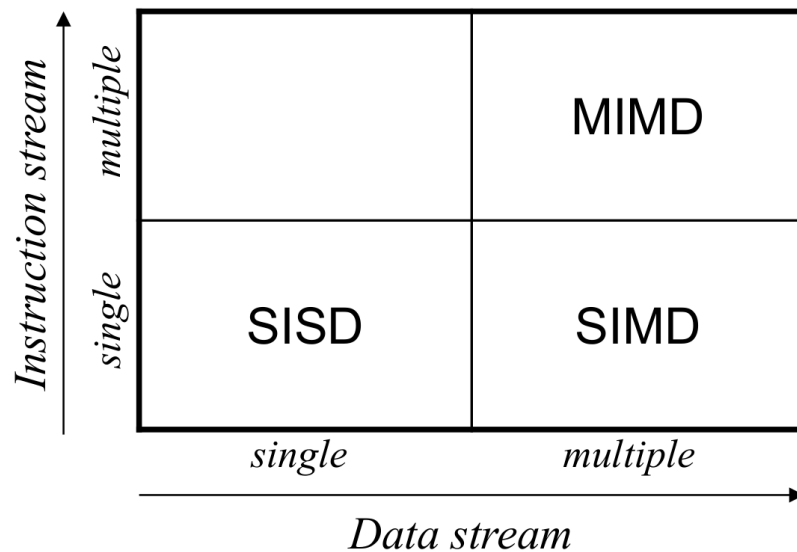 Instruction stream
multiple
MIMD
single
SISD
SIMD
single
multiple
Data stream